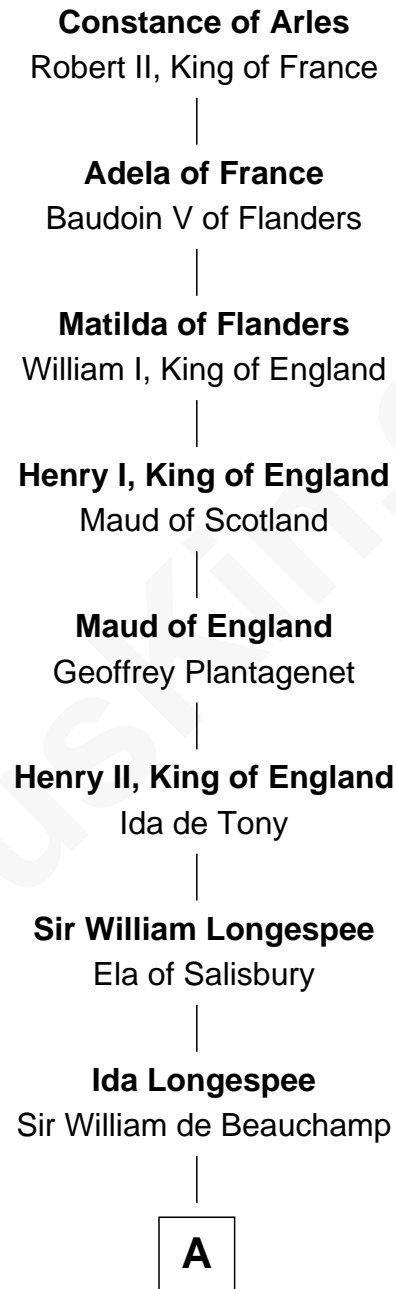 Constance of Arles
Robert II, King of France
Adela of France
Baudoin V of Flanders
Matilda of Flanders
William I, King of England
Henry I, King of England
Maud of Scotland
Maud of England
Geoffrey Plantagenet
Henry II, King of England
Ida de Tony
Sir William Longespee
Ela of Salisbury
Ida Longespee
Sir William de Beauchamp
A